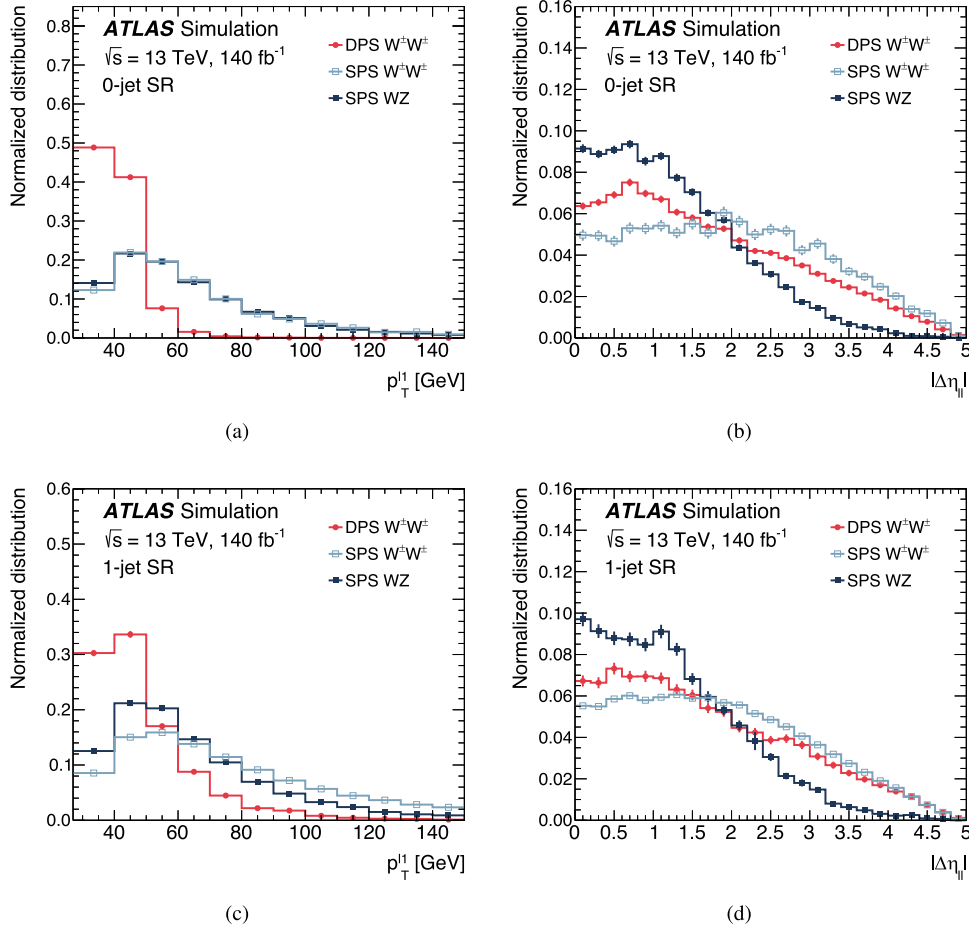 Normalized distribution
0.8
0.7
0.6
0.5
0.4
0.3
0.2
0.1
0.0
ATLAS Simulation
√s = 13 TeV, 140 fb⁻¹
0-jet SR
DPS W±W±
SPS W±W±
SPS WZ
40 60 80 100 120 140
p_T^l1 [GeV]
(a)
Normalized distribution
0.16
0.14
0.12
0.10
0.08
0.06
0.04
0.02
0.00
ATLAS Simulation
√s = 13 TeV, 140 fb⁻¹
0-jet SR
DPS W±W±
SPS W±W±
SPS WZ
0 0.5 1 1.5 2 2.5 3 3.5 4 4.5 5
|Δη_ll|
(b)
Normalized distribution
0.6
0.5
0.4
0.3
0.2
0.1
0.0
ATLAS Simulation
√s = 13 TeV, 140 fb⁻¹
1-jet SR
DPS W±W±
SPS W±W±
SPS WZ
40 60 80 100 120 140
p_T^l1 [GeV]
(c)
Normalized distribution
0.16
0.14
0.12
0.10
0.08
0.06
0.04
0.02
0.00
ATLAS Simulation
√s = 13 TeV, 140 fb⁻¹
1-jet SR
DPS W±W±
SPS W±W±
SPS WZ
0 0.5 1 1.5 2 2.5 3 3.5 4 4.5 5
|Δη_ll|
(d)